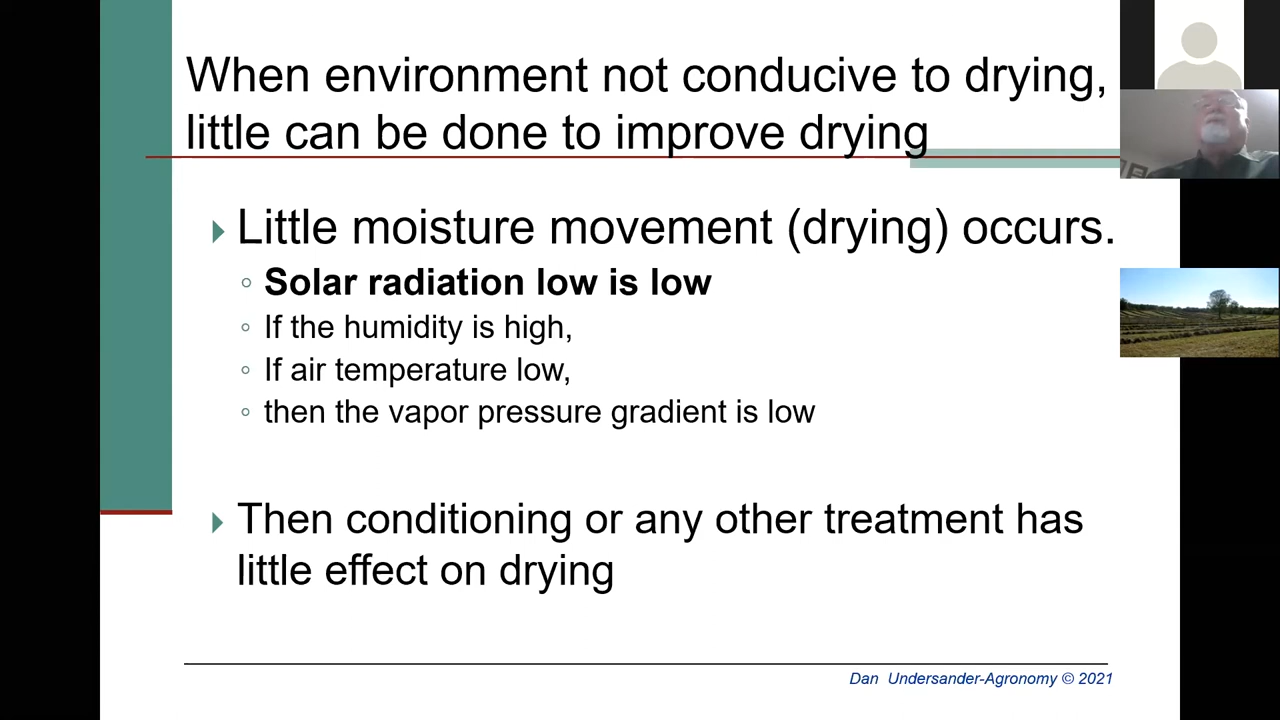 When environment not conducive to drying,
little can be done to improve drying
Little moisture movement (drying) occurs.
Solar radiation low is low
If the humidity is high,
If air temperature low,
then the vapor pressure gradient is low
Then conditioning or any other treatment has
little effect on drying
Dan Undersander-Agronomy © 2021